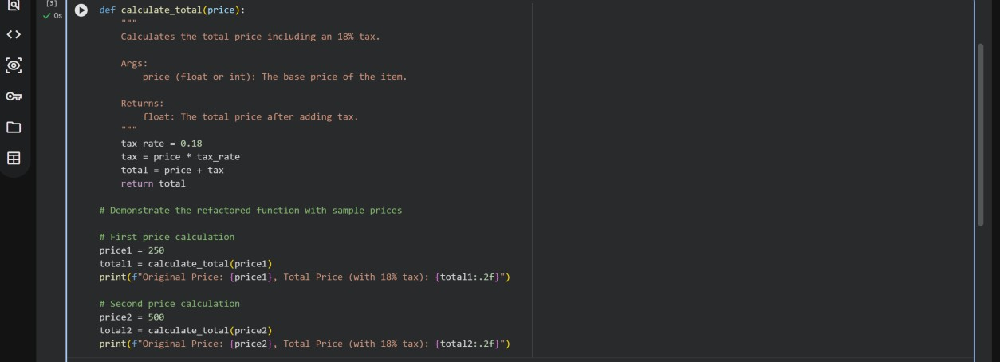 [3]
0s
def calculate_total(price):
    """
    Calculates the total price including an 18% tax.

    Args:
        price (float or int): The base price of the item.

    Returns:
        float: The total price after adding tax.
    """
    tax_rate = 0.18
    tax = price * tax_rate
    total = price + tax
    return total

# Demonstrate the refactored function with sample prices

# First price calculation
price1 = 250
total1 = calculate_total(price1)
print(f"Original Price: {price1}, Total Price (with 18% tax): {total1:.2f}")

# Second price calculation
price2 = 500
total2 = calculate_total(price2)
print(f"Original Price: {price2}, Total Price (with 18% tax): {total2:.2f}")